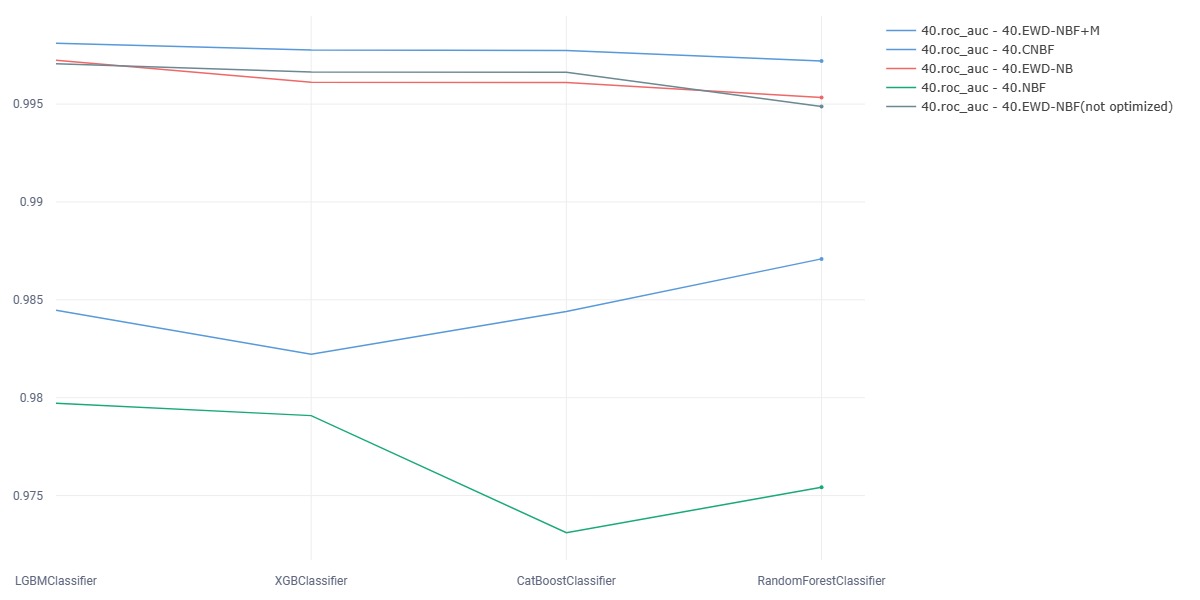 40.roc_auc - 40.EWD-NBF+M
40.roc_auc - 40.CNBF
40.roc_auc - 40.EWD-NB
40.roc_auc - 40.NBF
40.roc_auc - 40.EWD-NBF(not optimized)
0.995
0.99
0.985
0.98
0.975
LGBMClassifier
XGBClassifier
CatBoostClassifier
RandomForestClassifier